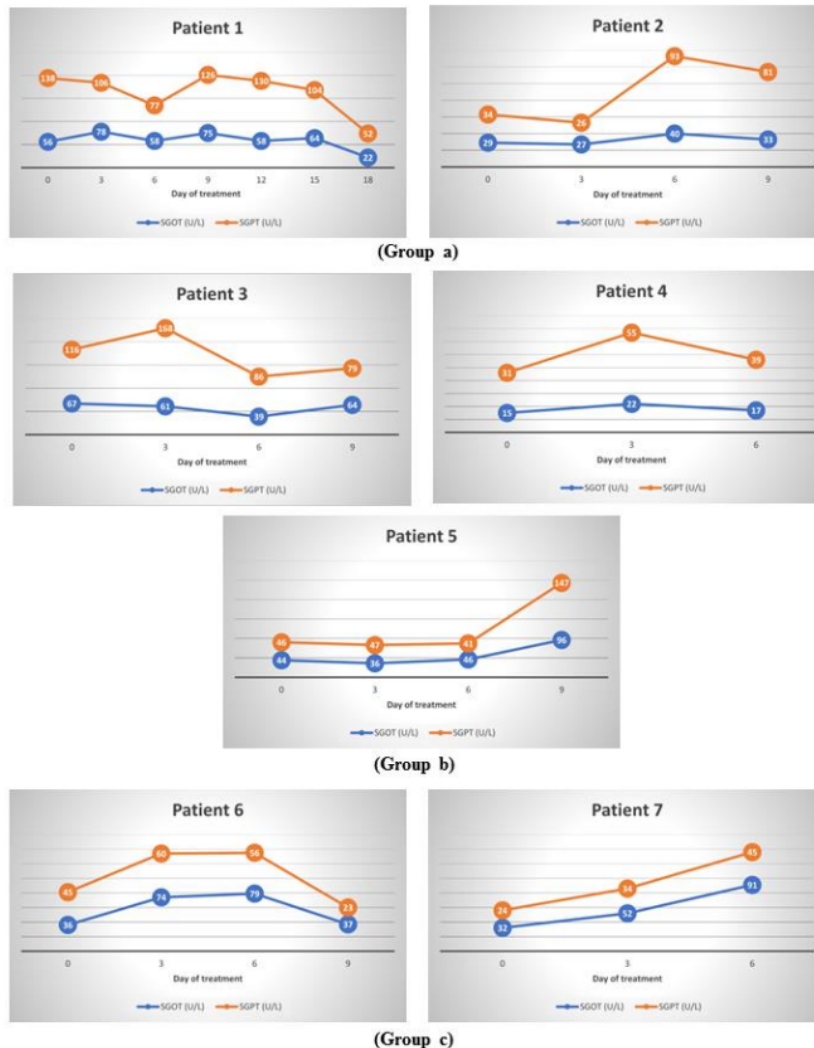 Patient 1
138 106 77 126 130 104 52
56 78 58 75 58 64 22
0 3 6 9 12 15 18
Day of treatment
SGOT (U/L) SGPT (U/L)
Patient 2
34 26 93 81
29 27 40 33
0 3 6 9
Day of treatment
SGOT (U/L) SGPT (U/L)
(Group a)
Patient 3
116 168 86 79
67 61 39 64
0 3 6 9
Day of treatment
SGOT (U/L) SGPT (U/L)
Patient 4
31 55 39
15 22 17
0 3 6
Day of treatment
SGOT (U/L) SGPT (U/L)
Patient 5
46 47 41 147
44 36 46 96
0 3 6 9
Day of treatment
SGOT (U/L) SGPT (U/L)
(Group b)
Patient 6
45 60 56 23
36 74 79 37
0 3 6 9
Day of treatment
SGOT (U/L) SGPT (U/L)
Patient 7
24 34 45
32 52 91
0 3 6
Day of treatment
SGOT (U/L) SGPT (U/L)
(Group c)